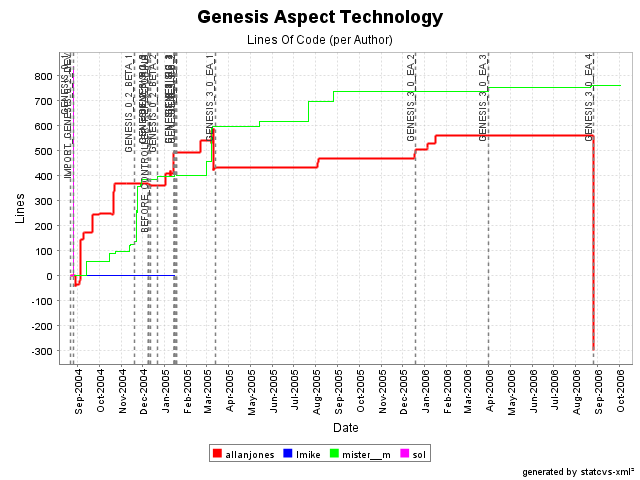 Genesis Aspect Technology
Lines Of Code (per Author)
GENESIS_0_2_BETA_1
GENESIS_3_0_EA_1
GENESIS_3_0_EA_2
GENESIS_3_0_EA_3
GENESIS_3_0_EA_4
Lines
800
700
600
500
400
300
200
100
0
-100
-200
-300
Sep-2004
Oct-2004
Nov-2004
Dec-2004
Jan-2005
Feb-2005
Mar-2005
Apr-2005
May-2005
Jun-2005
Jul-2005
Aug-2005
Sep-2005
Oct-2005
Nov-2005
Dec-2005
Jan-2006
Feb-2006
Mar-2006
Apr-2006
May-2006
Jun-2006
Jul-2006
Aug-2006
Sep-2006
Oct-2006
Date
allanjones lmike mister__m sol
generated by statcvs-xml²